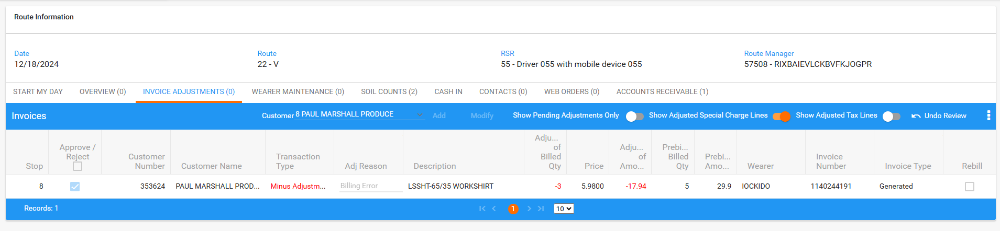 Route Information
Date Route RSR Route Manager
12/18/2024 22 - V 55 - Driver 055 with mobile device 055 57508 - RIXBAIEVLCKBVFKJOGPR
START MY DAY OVERVIEW (0) INVOICE ADJUSTMENTS (0) WEARER MAINTENANCE (0) SOIL COUNTS (2) CASH IN CONTACTS (0) WEB ORDERS (0) ACCOUNTS RECEIVABLE (1)
Invoices Customer 8 PAUL MARSHALL PRODUCE Add Modify Show Pending Adjustments Only Show Adjusted Special Charge Lines Show Adjusted Tax Lines Undo Review
Stop
Approve /
Reject
Customer
Number
Customer Name
Transaction
Type
Adj Reason
Description
Adju...
of
Billed
Qty
Price
Adju...
of
Amo...
Prebi...
Billed
Qty
Prebi...
Amo...
Wearer
Invoice
Number
Invoice Type
Rebill
8 353624 PAUL MARSHALL PROD... Minus Adjustm... Billing Error LSSHT-65/35 WORKSHIRT -3 5.9800 -17.94 5 29.9 IOCKIDO 1140244191 Generated
Records: 1 1 10